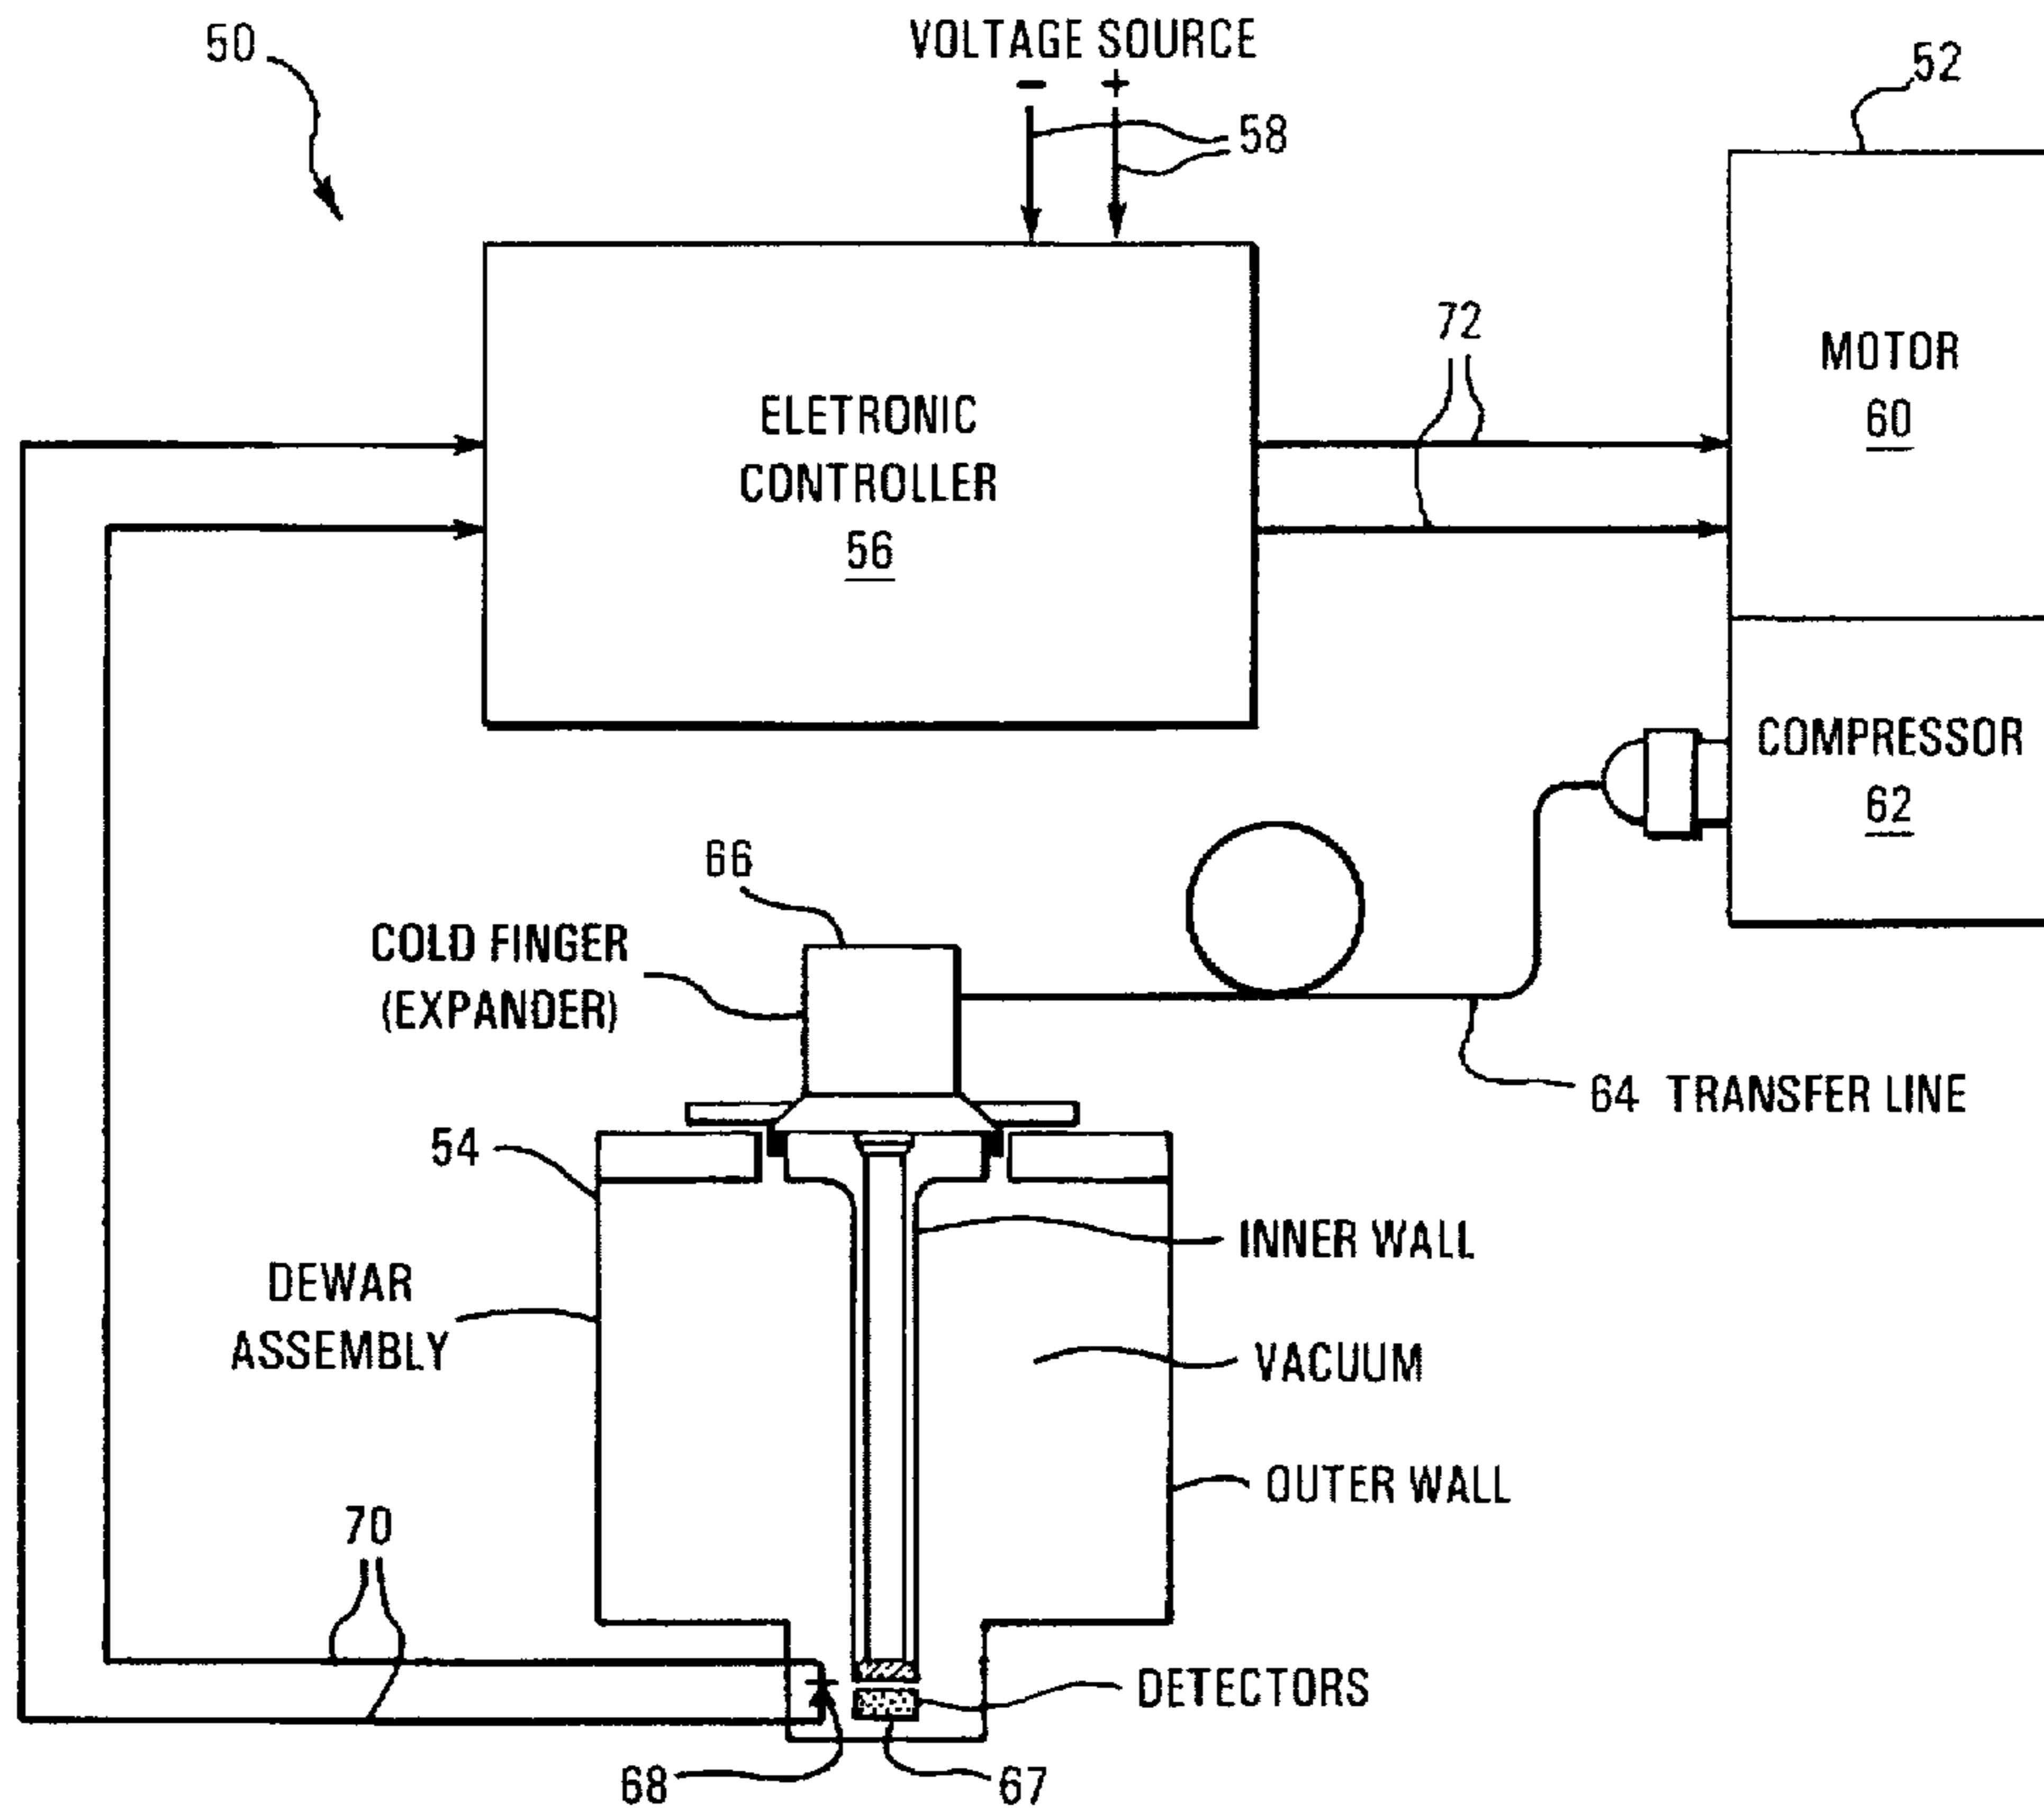 50
VOLTAGE SOURCE
- +
58
52
72
MOTOR
60
ELETRONIC
CONTROLLER
56
COMPRESSOR
62
66
COLD FINGER
(EXPANDER)
64 TRANSFER LINE
54
INNER WALL
DEWAR
ASSEMBLY
VACUUM
OUTER WALL
70
DETECTORS
68
67